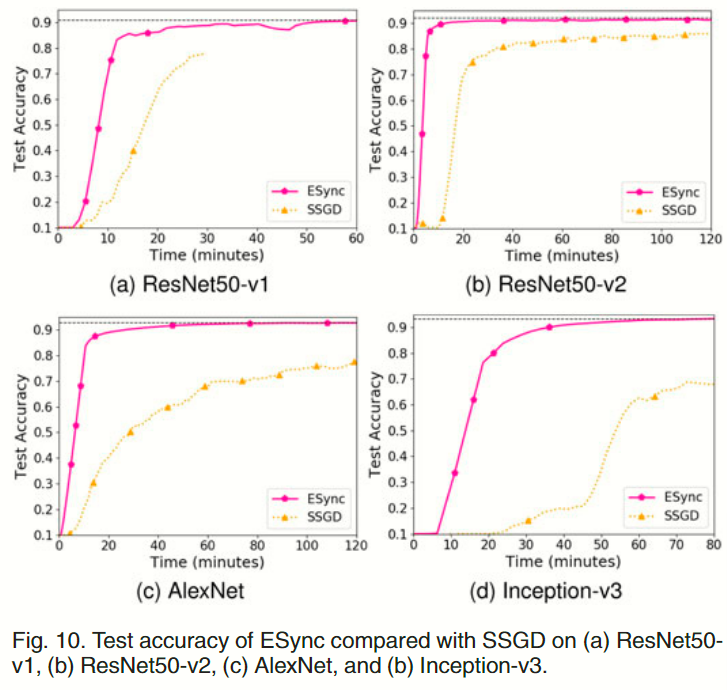 0.9
0.8
0.7
0.6
0.5
0.4
0.3
0.2
0.1
Test Accuracy
ESync
SSGD
0 10 20 30 40 50 60
Time (minutes)
(a) ResNet50-v1
0.9
0.8
0.7
0.6
0.5
0.4
0.3
0.2
0.1
Test Accuracy
ESync
SSGD
0 20 40 60 80 100 120
Time (minutes)
(b) ResNet50-v2
0.9
0.8
0.7
0.6
0.5
0.4
0.3
0.2
0.1
Test Accuracy
ESync
SSGD
0 20 40 60 80 100 120
Time (minutes)
(c) AlexNet
0.9
0.8
0.7
0.6
0.5
0.4
0.3
0.2
0.1
Test Accuracy
ESync
SSGD
0 10 20 30 40 50 60 70 80
Time (minutes)
(d) Inception-v3
Fig. 10. Test accuracy of ESync compared with SSGD on (a) ResNet50-
v1, (b) ResNet50-v2, (c) AlexNet, and (b) Inception-v3.